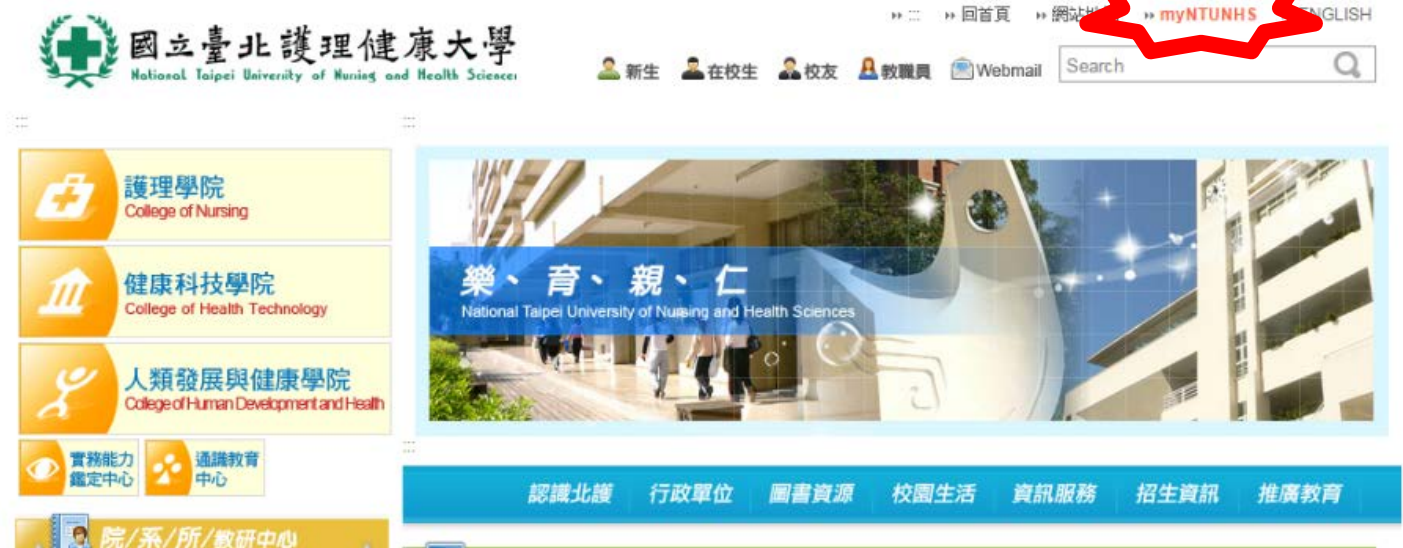 ›› :::  ›› 回首頁  ›› 網站  ›› myNTUNHS  ENGLISH
國立臺北護理健康大學
National Taipei University of Nursing and Health Sciences
新生 在校生 校友 教職員 Webmail Search
護理學院
College of Nursing
健康科技學院
College of Health Technology
人類發展與健康學院
College of Human Development and Health
實務能力
鑑定中心
通識教育
中心
樂、育、親、仁
National Taipei University of Nursing and Health Sciences
認識北護 行政單位 圖書資源 校園生活 資訊服務 招生資訊 推廣教育
院/系/所/教研中心